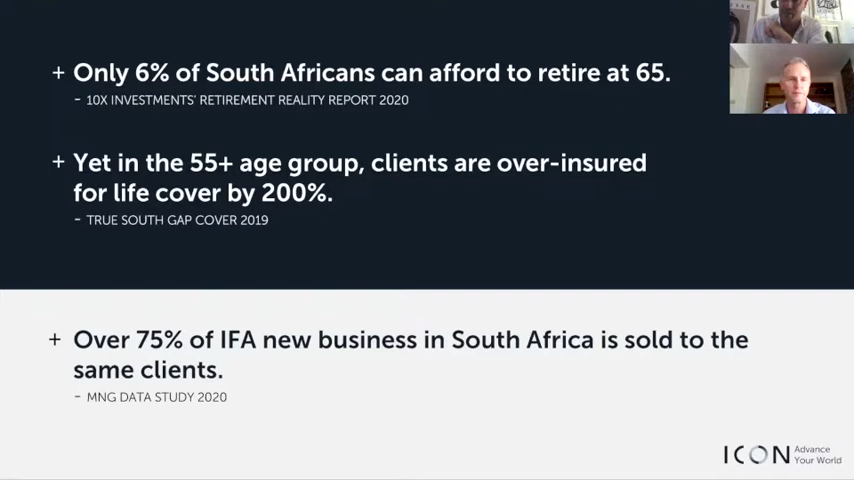 + Only 6% of South Africans can afford to retire at 65.
- 10X INVESTMENTS' RETIREMENT REALITY REPORT 2020
+ Yet in the 55+ age group, clients are over-insured
for life cover by 200%.
- TRUE SOUTH GAP COVER 2019
+ Over 75% of IFA new business in South Africa is sold to the
same clients.
- MNG DATA STUDY 2020
ICON Advance
Your World